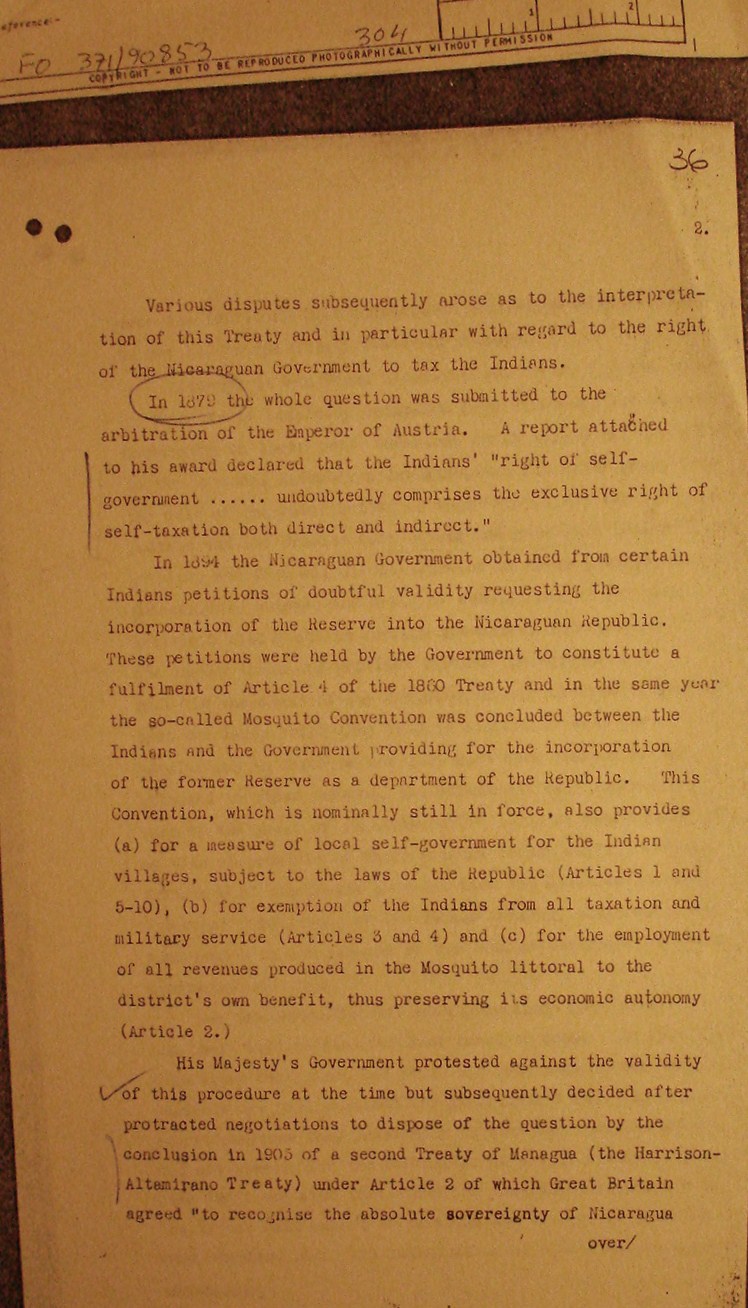 Reference:-
FO 371/90853
304
1 2
COPYRIGHT - NOT TO BE REPRODUCED PHOTOGRAPHICALLY WITHOUT PERMISSION
36
2.
Various disputes subsequently arose as to the interpreta-
tion of this Treaty and in particular with regard to the right
of the Nicaraguan Government to tax the Indians.
In 1879 the whole question was submitted to the
arbitration of the Emperor of Austria. A report attached
to his award declared that the Indians' "right of self-
government ...... undoubtedly comprises the exclusive right of
self-taxation both direct and indirect."
In 1894 the Nicaraguan Government obtained from certain
Indians petitions of doubtful validity requesting the
incorporation of the Reserve into the Nicaraguan Republic.
These petitions were held by the Government to constitute a
fulfilment of Article 4 of the 1860 Treaty and in the same year
the so-called Mosquito Convention was concluded between the
Indians and the Government providing for the incorporation
of the former Reserve as a department of the Republic. This
Convention, which is nominally still in force, also provides
(a) for a measure of local self-government for the Indian
villages, subject to the laws of the Republic (Articles 1 and
5-10), (b) for exemption of the Indians from all taxation and
military service (Articles 3 and 4) and (c) for the employment
of all revenues produced in the Mosquito littoral to the
district's own benefit, thus preserving its economic autonomy
(Article 2.)
His Majesty's Government protested against the validity
of this procedure at the time but subsequently decided after
protracted negotiations to dispose of the question by the
conclusion in 1905 of a second Treaty of Managua (the Harrison-
Altamirano Treaty) under Article 2 of which Great Britain
agreed "to recognise the absolute sovereignty of Nicaragua
over/